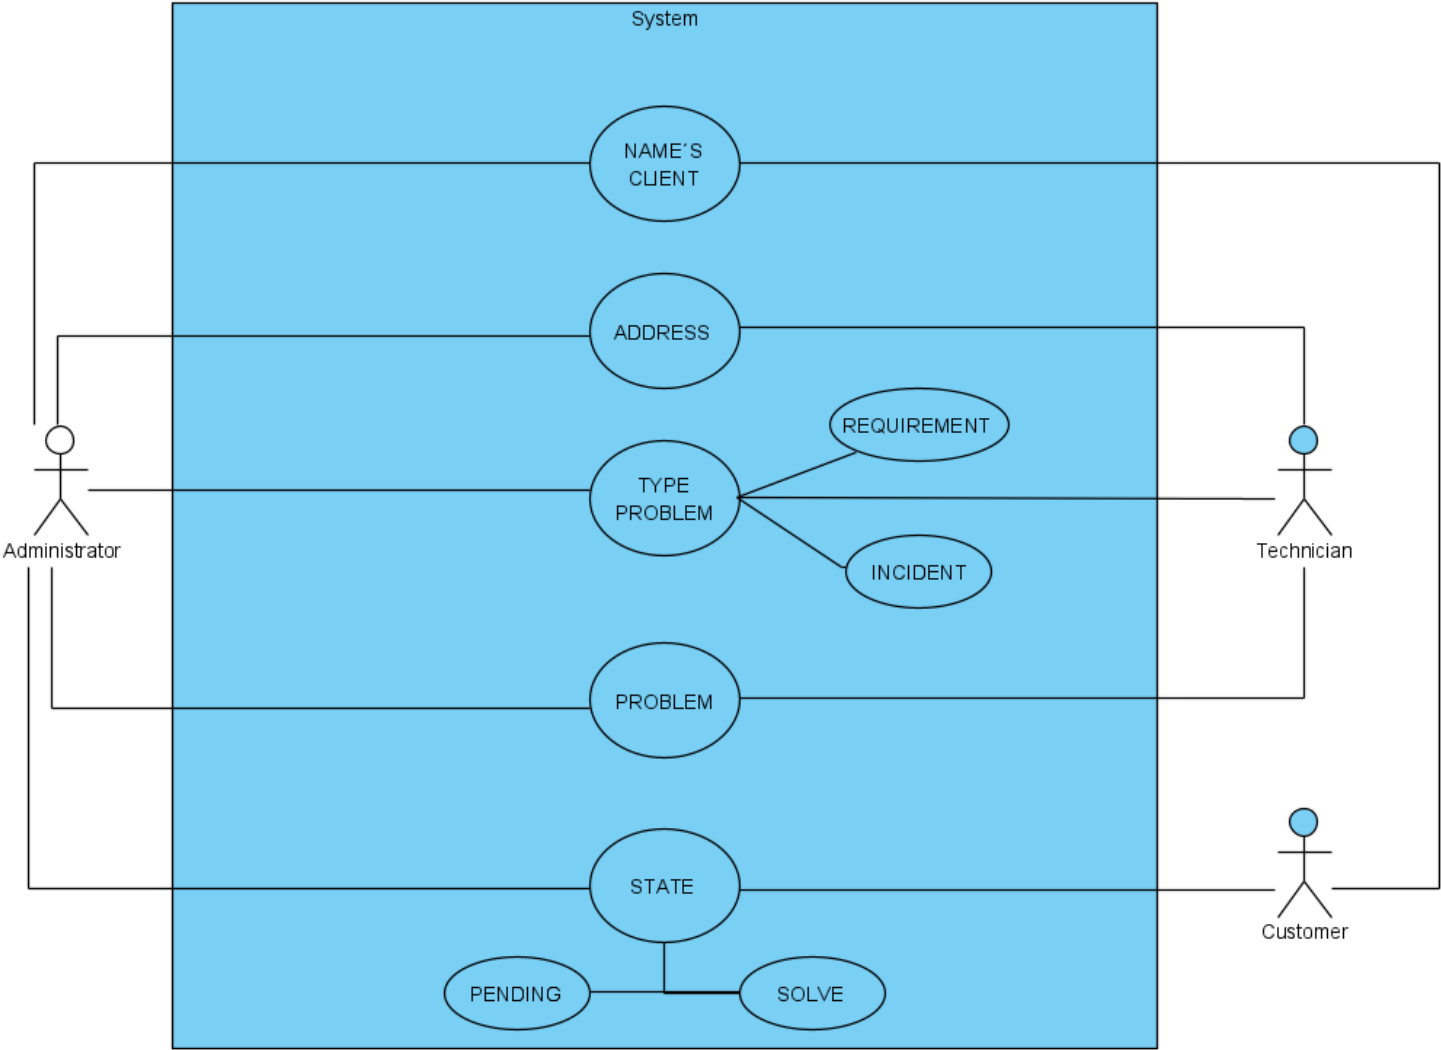 System
NAME´S
CLIENT
ADDRESS
REQUIREMENT
TYPE
PROBLEM
INCIDENT
Administrator
Technician
PROBLEM
STATE
Customer
PENDING
SOLVE